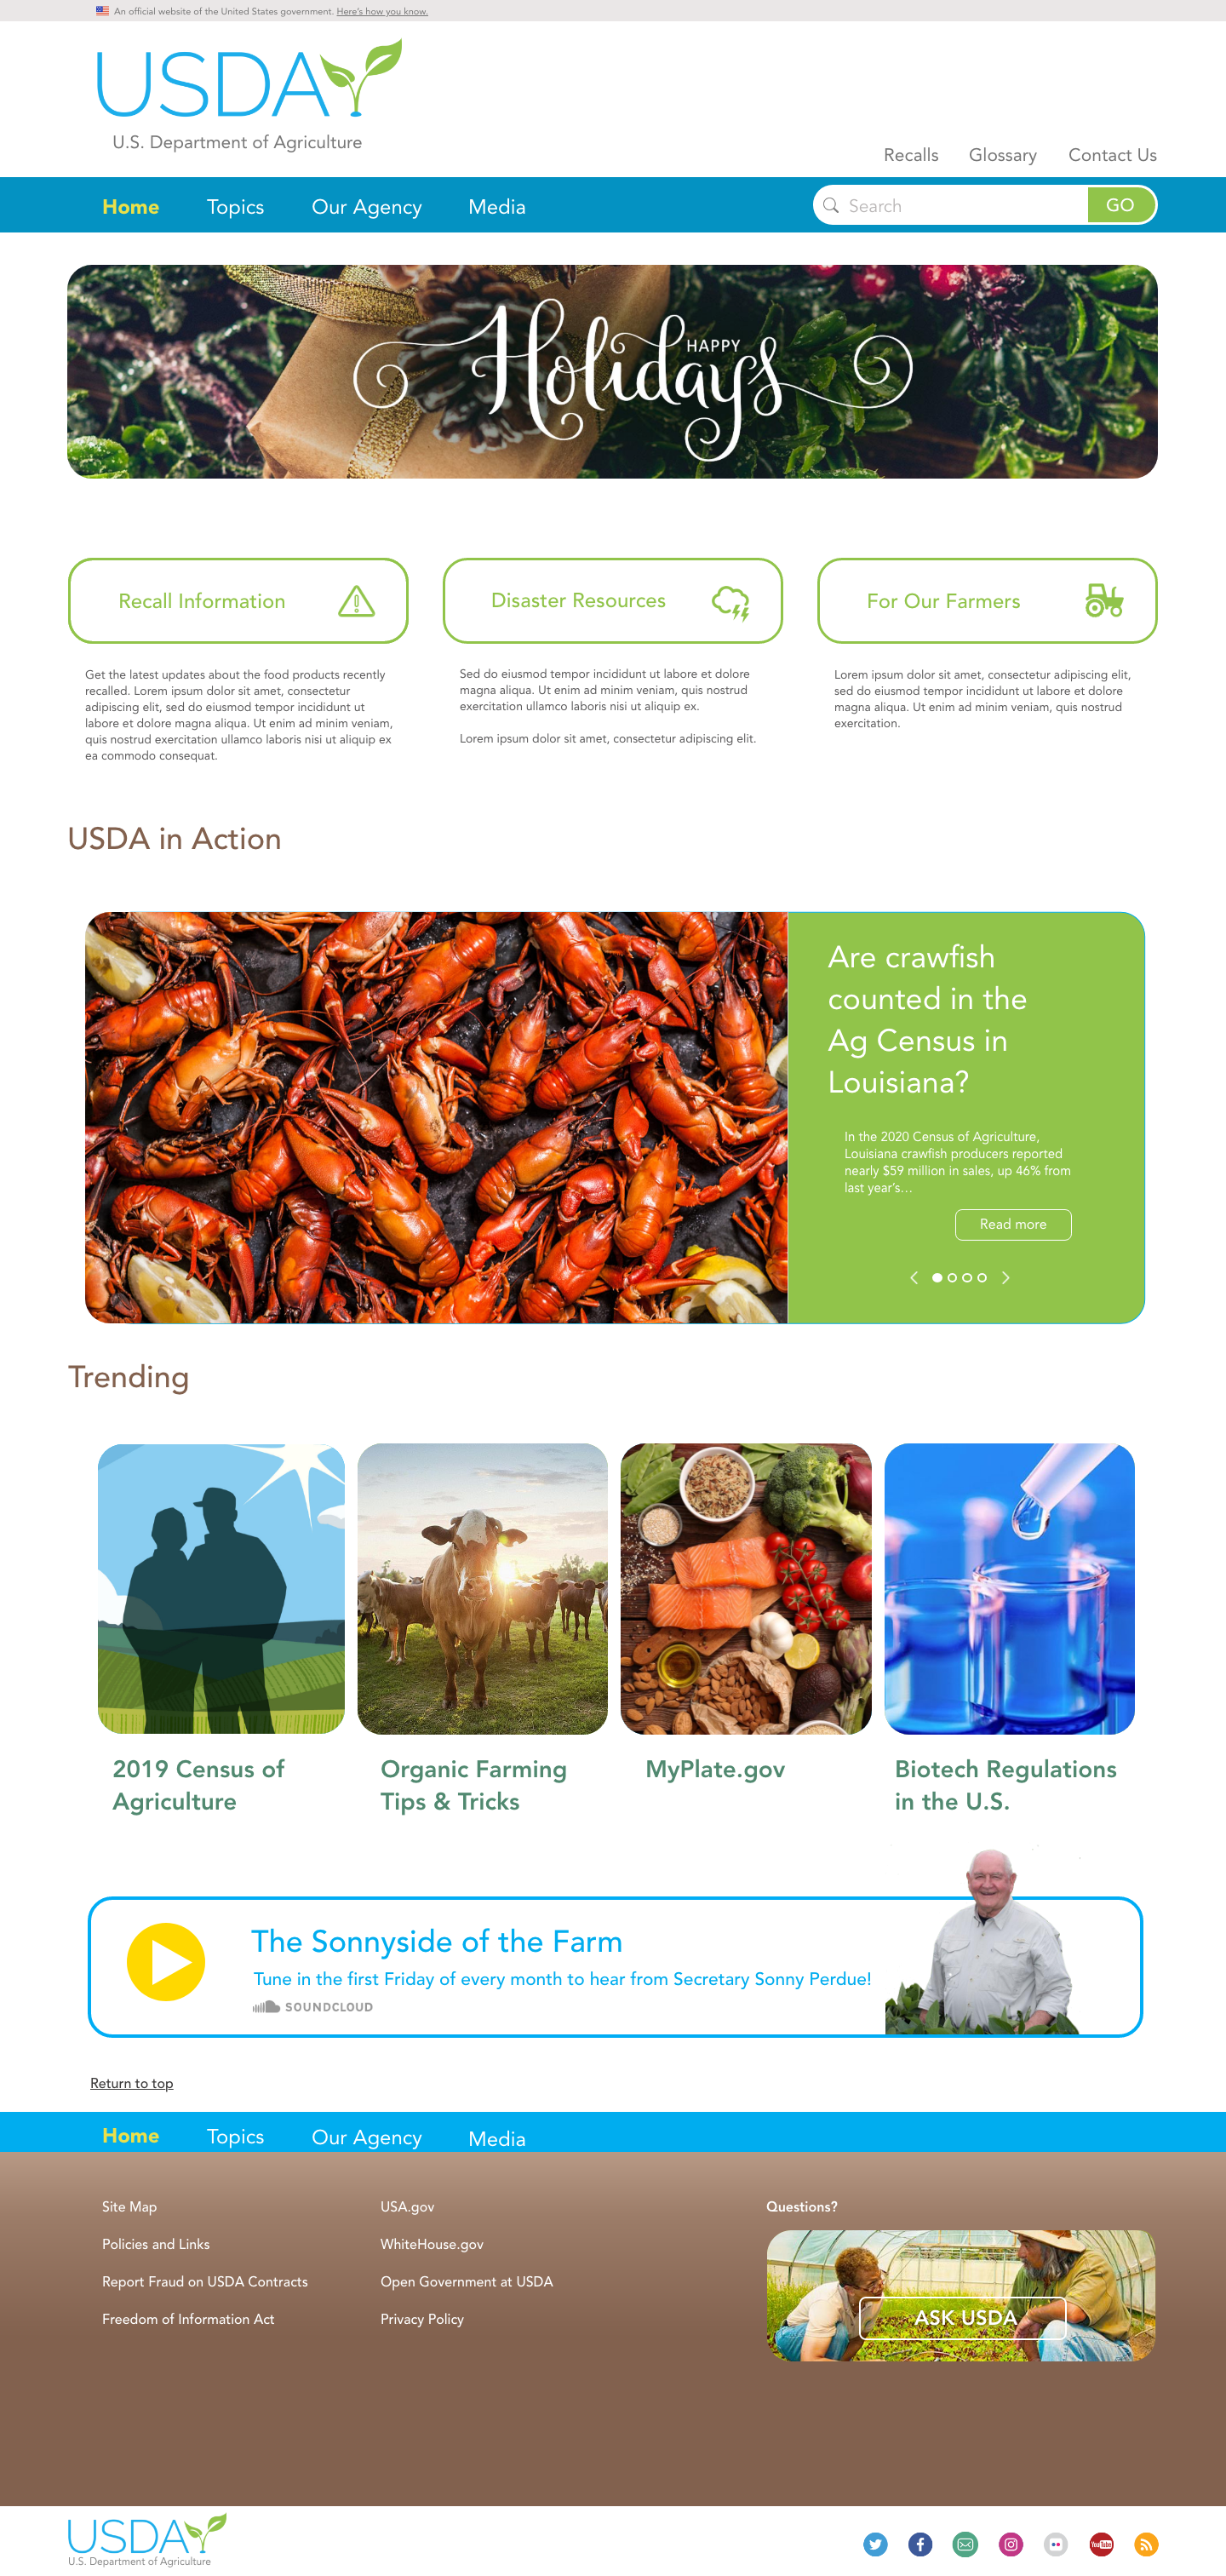 An official website of the United States government. Here's how you know.
USDA
U.S. Department of Agriculture
Recalls Glossary Contact Us
Home Topics Our Agency Media Search GO
HAPPY
Holidays
Recall Information
Get the latest updates about the food products recently
recalled. Lorem ipsum dolor sit amet, consectetur
adipiscing elit, sed do eiusmod tempor incididunt ut
labore et dolore magna aliqua. Ut enim ad minim veniam,
quis nostrud exercitation ullamco laboris nisi ut aliquip ex
ea commodo consequat.
Disaster Resources
Sed do eiusmod tempor incididunt ut labore et dolore
magna aliqua. Ut enim ad minim veniam, quis nostrud
exercitation ullamco laboris nisi ut aliquip ex.
Lorem ipsum dolor sit amet, consectetur adipiscing elit.
For Our Farmers
Lorem ipsum dolor sit amet, consectetur adipiscing elit,
sed do eiusmod tempor incididunt ut labore et dolore
magna aliqua. Ut enim ad minim veniam, quis nostrud
exercitation.
USDA in Action
Are crawfish
counted in the
Ag Census in
Louisiana?
In the 2020 Census of Agriculture,
Louisiana crawfish producers reported
nearly $59 million in sales, up 46% from
last year's...
Read more
Trending
2019 Census of
Agriculture
Organic Farming
Tips & Tricks
MyPlate.gov
Biotech Regulations
in the U.S.
The Sonnyside of the Farm
Tune in the first Friday of every month to hear from Secretary Sonny Perdue!
SOUNDCLOUD
Return to top
Home Topics Our Agency Media
Site Map
Policies and Links
Report Fraud on USDA Contracts
Freedom of Information Act
USA.gov
WhiteHouse.gov
Open Government at USDA
Privacy Policy
Questions?
ASK USDA
USDA
U.S. Department of Agriculture
YouTube